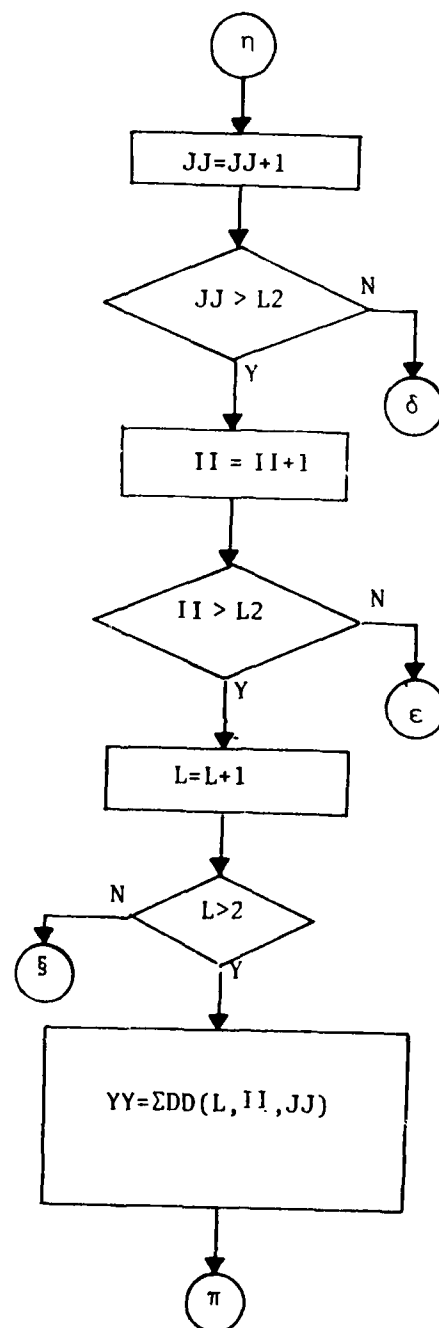 η
JJ=JJ+1
JJ > L2
N
Y
δ
II = II+1
II > L2
N
Y
ε
L=L+1
N
L>2
Y
§
YY=ΣDD(L,II,JJ)
π